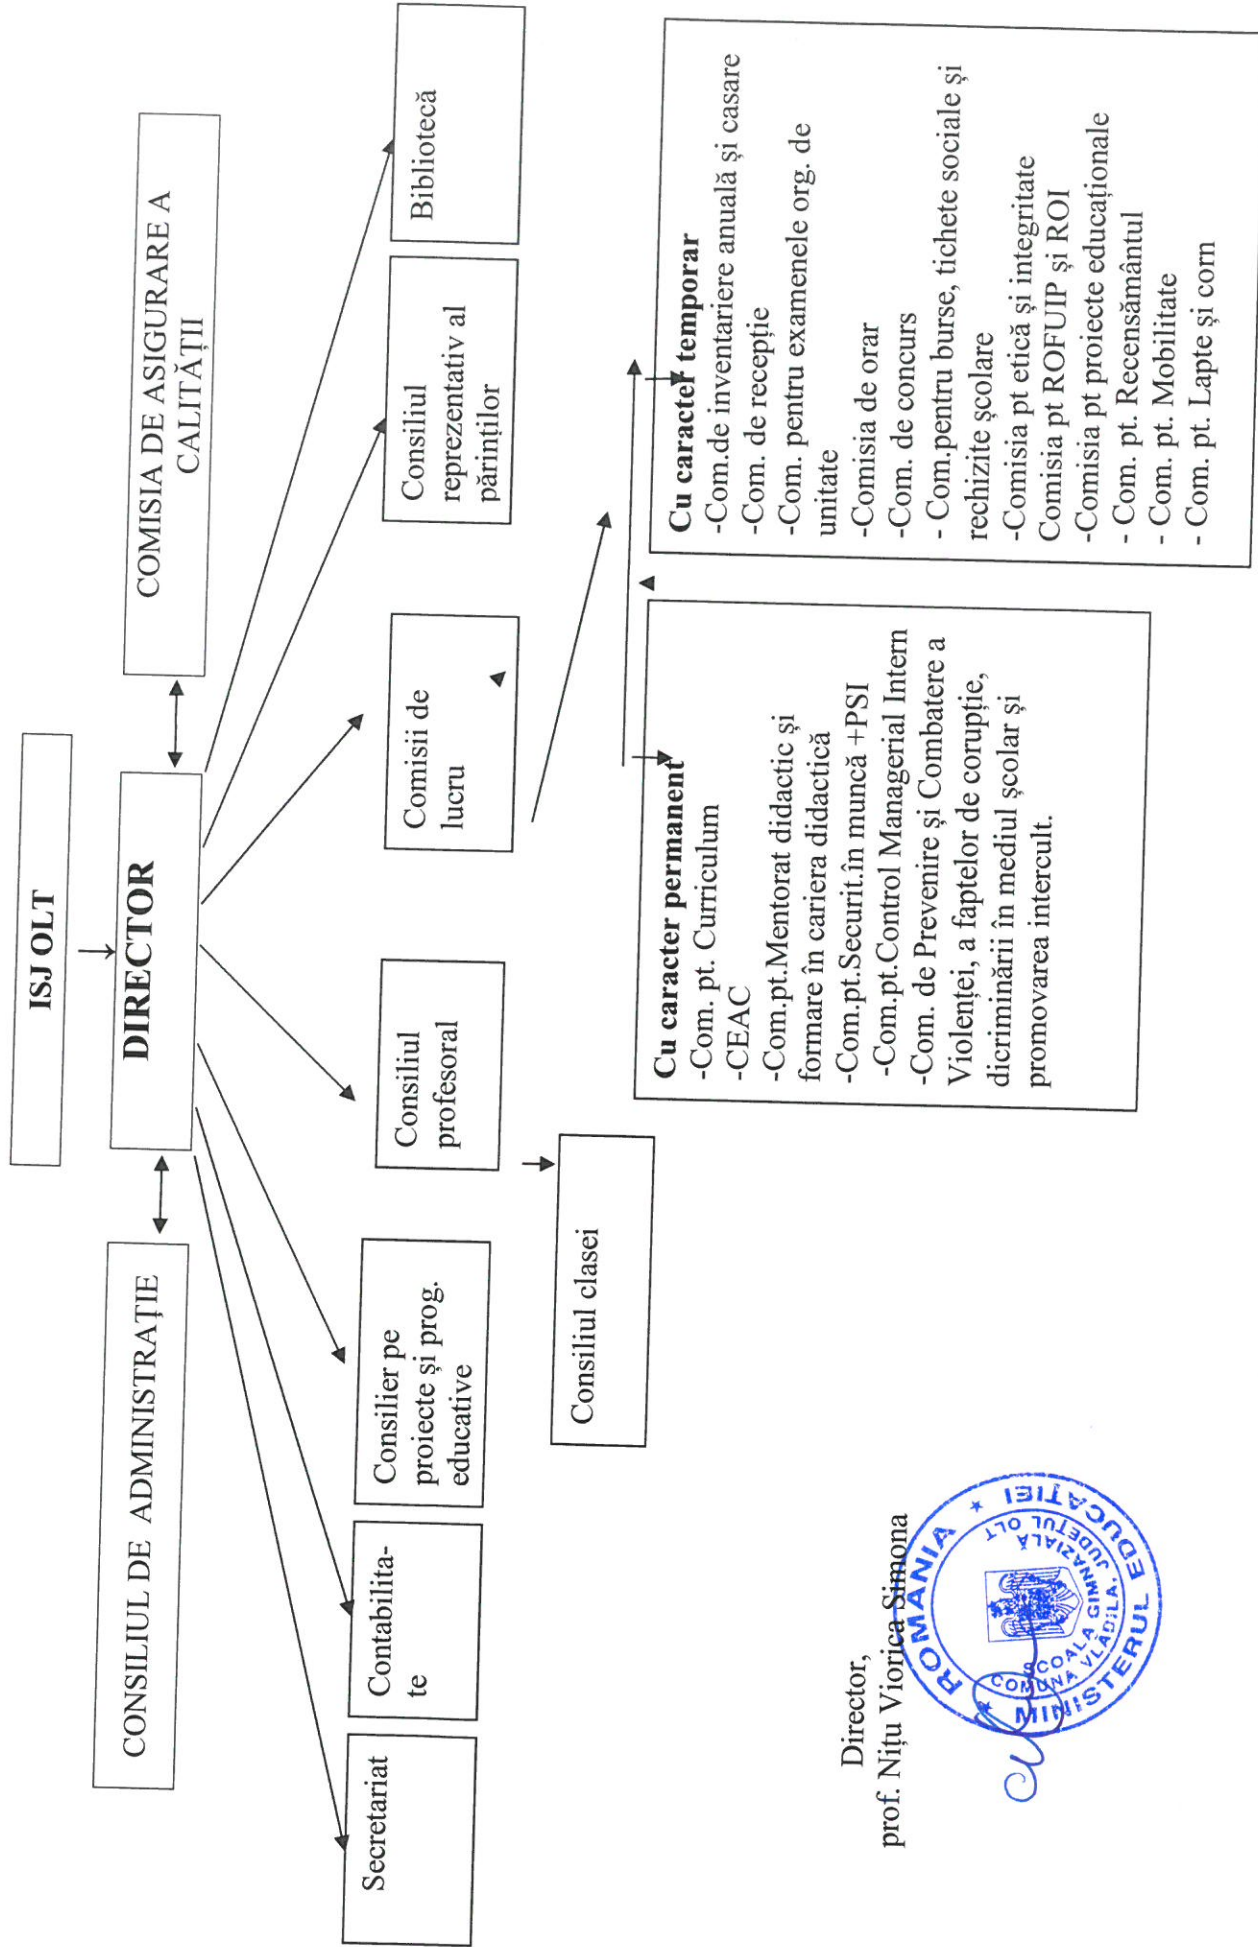 ISJ OLT
CONSILIUL DE ADMINISTRAȚIE
DIRECTOR
COMISIA DE ASIGURARE A
CALITĂȚII
Secretariat
Contabilita-
te
Consilier pe
proiecte și prog.
educative
Consiliul
profesoral
Comisii de
lucru
Consiliul
reprezentativ al
părinților
Bibliotecă
Consiliul clasei
Cu caracter permanent
-Com. pt. Curriculum
-CEAC
-Com.pt.Mentorat didactic și
formare în cariera didactică
-Com.pt.Securit.în muncă +PSI
-Com.pt.Control Managerial Intern
-Com. de Prevenire și Combatere a
Violenței, a faptelor de corupție,
dicriminării în mediul școlar și
promovarea intercult.
Cu caracter temporar
-Com.de inventariere anuală și casare
-Com. de recepție
-Com. pentru examenele org. de
unitate
-Comisia de orar
-Com. de concurs
- Com.pentru burse, tichete sociale și
rechizite școlare
-Comisia pt etică și integritate
Comisia pt ROFUIP și ROI
-Comisia pt proiecte educaționale
- Com. pt. Recensământul
- Com. pt. Mobilitate
- Com. pt. Lapte și corn
Director,
prof. Nițu Viorica Simona
ROMANIA
MINISTERUL EDUCAȚIEI
ȘCOALA GIMNAZIALĂ
COMUNA VLĂDILA, JUDEȚUL OLT